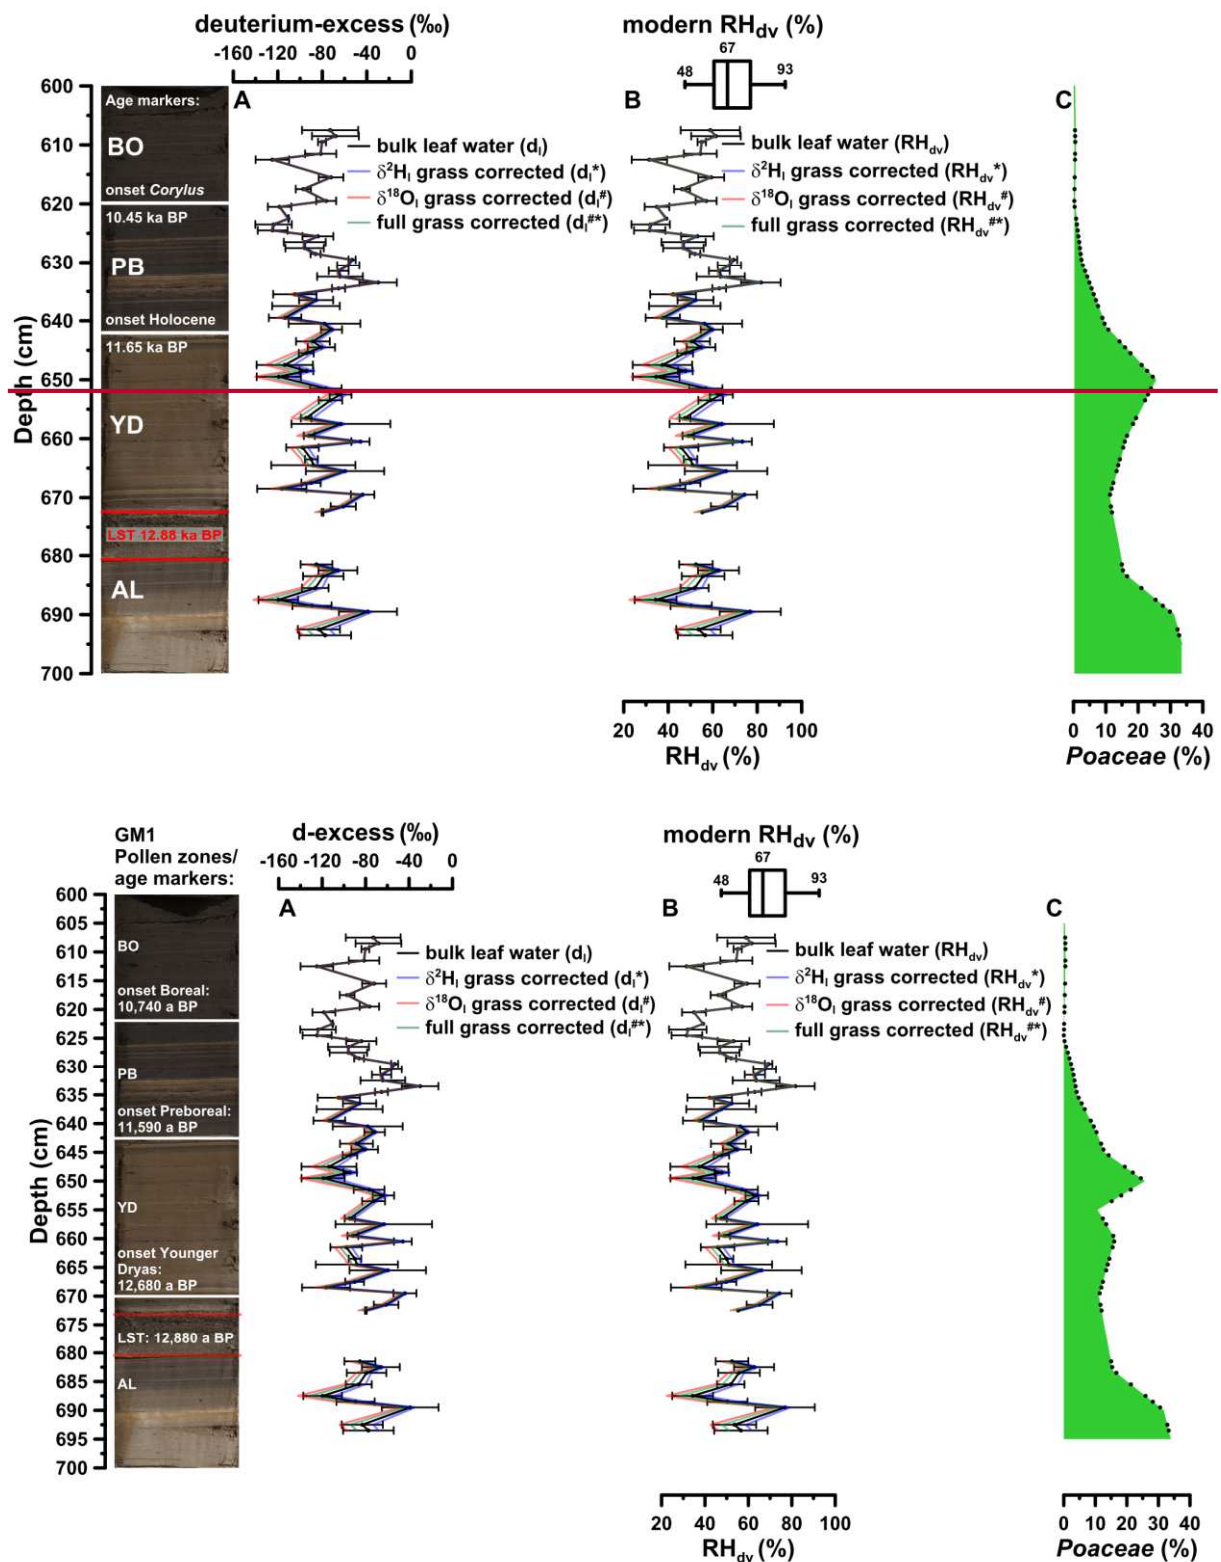 deuterium-excess (‰)
-160 -120 -80 -40 0
modern RHdv (%)
67
48 93
A
B
C
Depth (cm)
600
610
620
630
640
650
660
670
680
690
700
Age markers:
BO
onset Corylus
10.45 ka BP
PB
onset Holocene
11.65 ka BP
YD
LST 12.88 ka BP
AL
bulk leaf water (dl)
δ2Hl grass corrected (dl*)
δ18Ol grass corrected (dl#)
full grass corrected (dl#*)
bulk leaf water (RHdv)
δ2Hl grass corrected (RHdv*)
δ18Ol grass corrected (RHdv#)
full grass corrected (RHdv#*)
20 40 60 80 100
RHdv (%)
0 10 20 30 40
Poaceae (%)
GM1
Pollen zones/
age markers:
d-excess (‰)
-160 -120 -80 -40 0
modern RHdv (%)
67
48 93
A
B
C
Depth (cm)
600
605
610
615
620
625
630
635
640
645
650
655
660
665
670
675
680
685
690
695
700
BO
onset Boreal:
10,740 a BP
PB
onset Preboreal:
11,590 a BP
YD
onset Younger
Dryas:
12,680 a BP
LST: 12,880 a BP
AL
bulk leaf water (dl)
δ2Hl grass corrected (dl*)
δ18Ol grass corrected (dl#)
full grass corrected (dl#*)
bulk leaf water (RHdv)
δ2Hl grass corrected (RHdv*)
δ18Ol grass corrected (RHdv#)
full grass corrected (RHdv#*)
20 40 60 80 100
RHdv (%)
0 10 20 30 40
Poaceae (%)